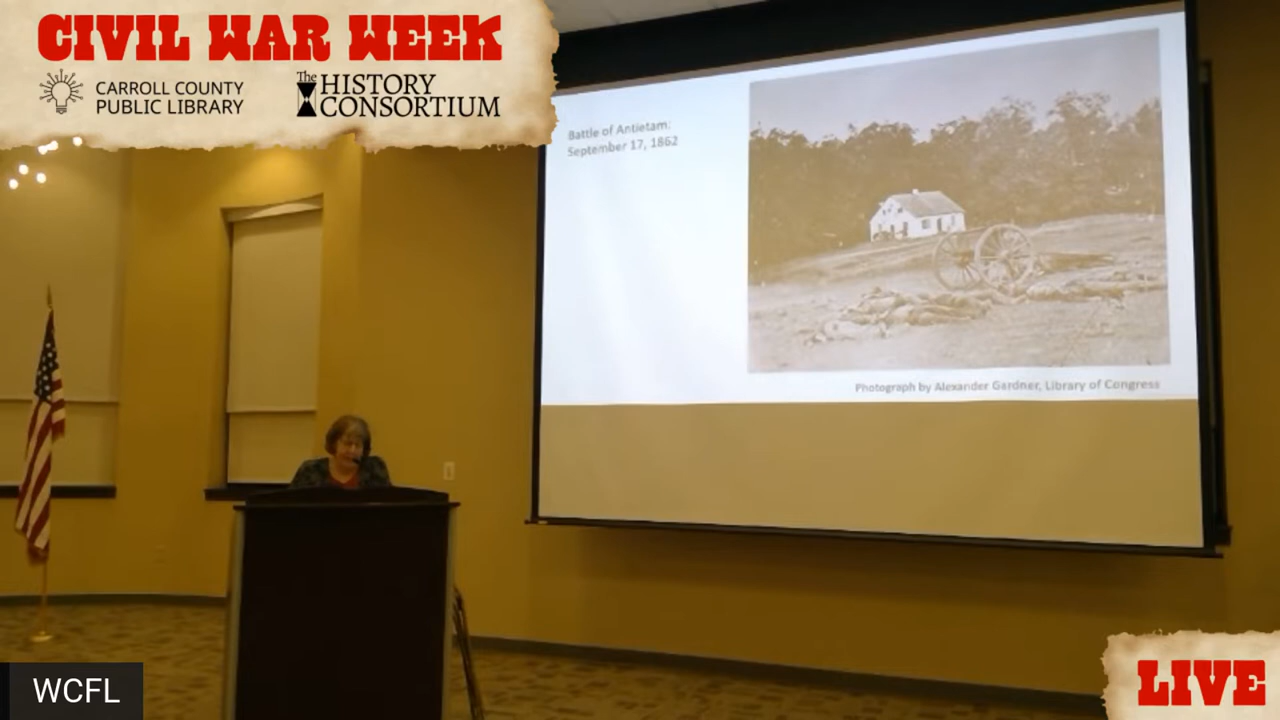 CIVIL WAR WEEK
CARROLL COUNTY
PUBLIC LIBRARY
The
HISTORY
CONSORTIUM
Battle of Antietam:
September 17, 1862
Photograph by Alexander Gardner, Library of Congress
WCFL
LIVE